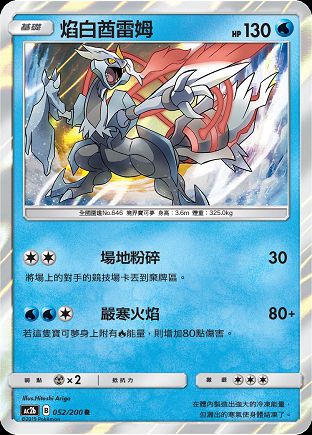 基礎 焰白酋雷姆 HP130
全國圖鑑No.646 境界寶可夢 身高：3.6m 體重：325.0kg
場地粉碎 30
將場上的對手的競技場卡丟到棄牌區。
嚴寒火焰 80+
若這隻寶可夢身上附有能量，則增加80點傷害。
弱點 ×2 抵抗力 撤退
Illus.Hitoshi Ariga
AC2b B 052/200 R
©2019 Pokémon
在體內製造出強大的冷凍能量，
但漏出的寒氣使身體凍結了。